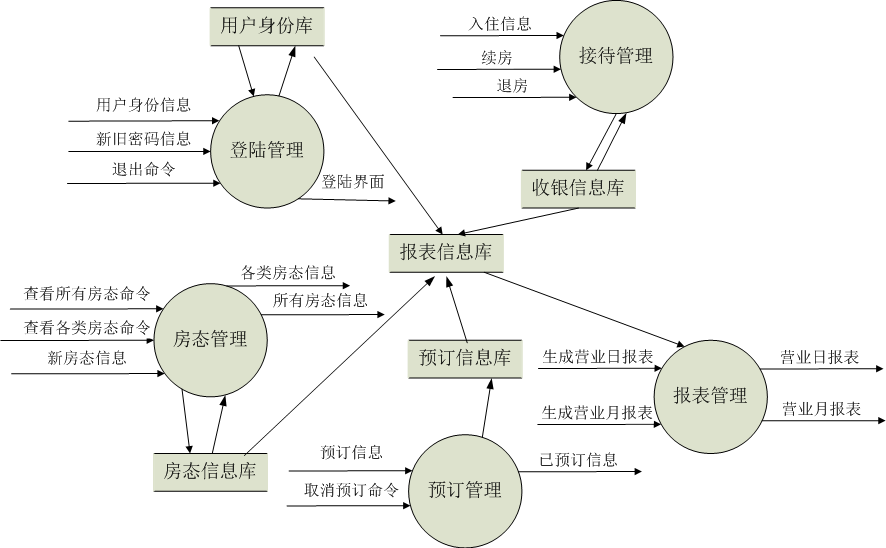 用户身份库
入住信息
续房
退房
接待管理
用户身份信息
新旧密码信息
退出命令
登陆管理
登陆界面
收银信息库
报表信息库
各类房态信息
所有房态信息
查看所有房态命令
查看各类房态命令
新房态信息
房态管理
预订信息库
生成营业日报表
营业日报表
报表管理
生成营业月报表
营业月报表
房态信息库
预订信息
取消预订命令
预订管理
已预订信息